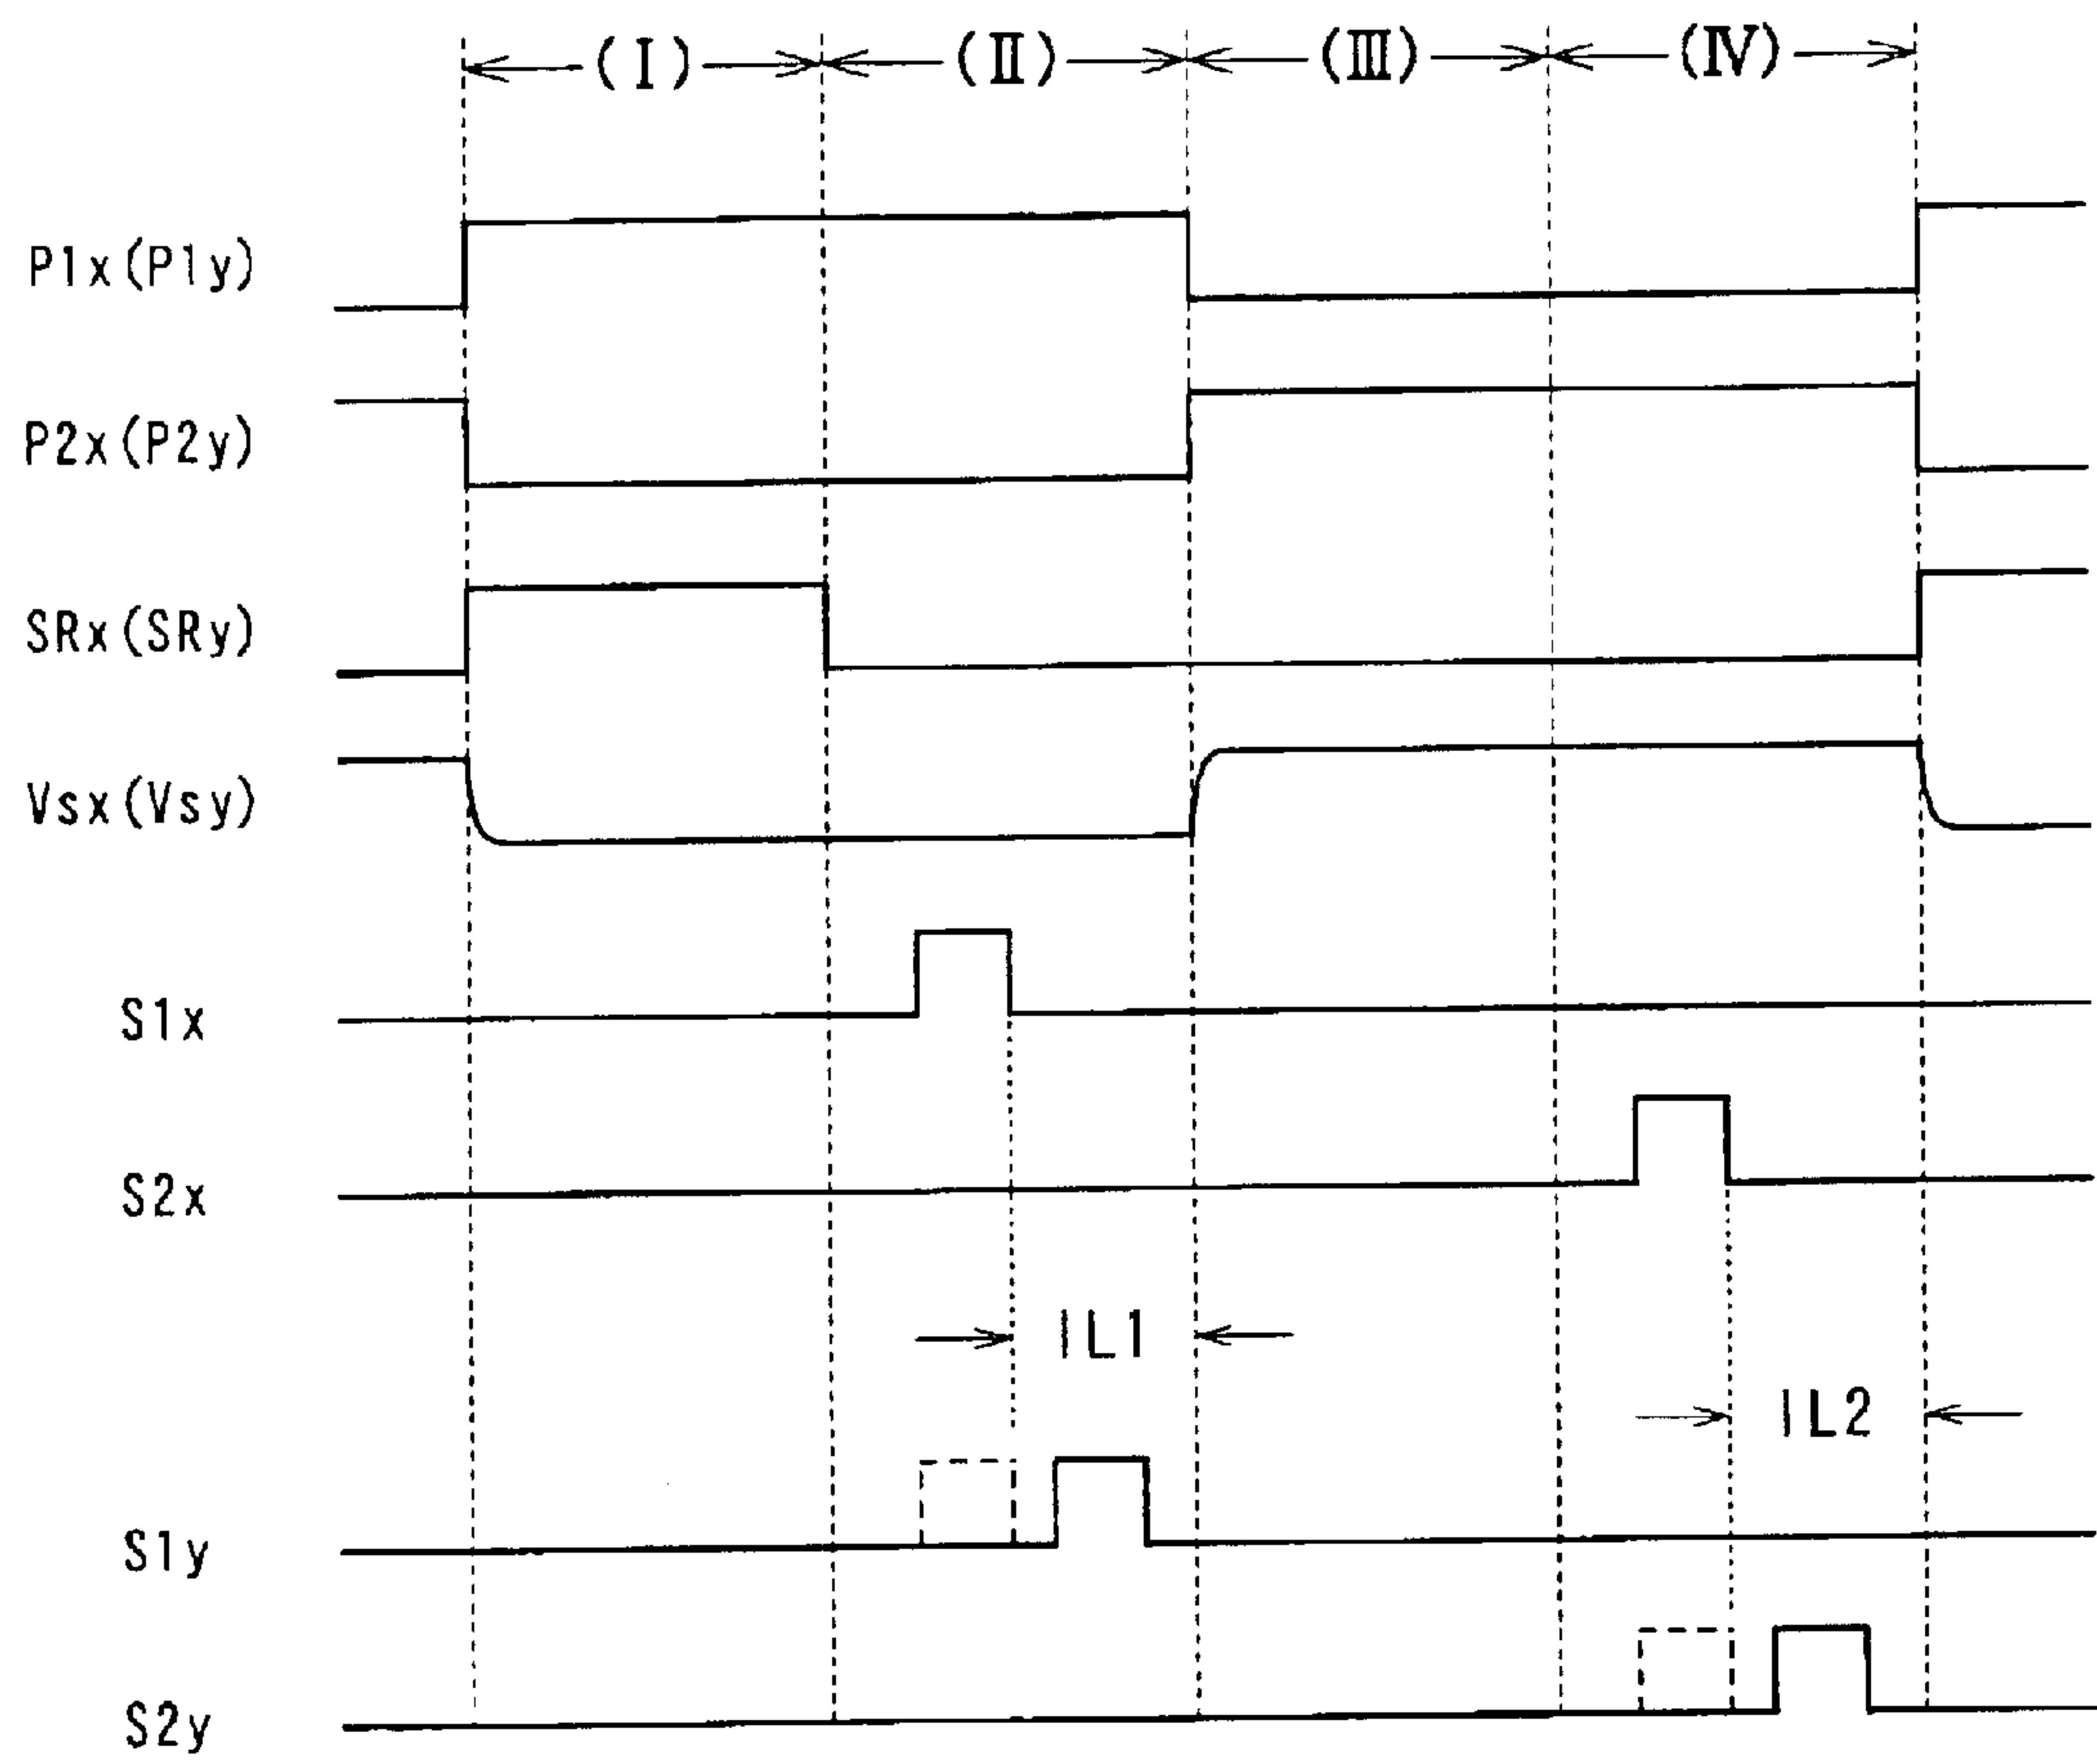 (Ⅰ) (Ⅱ) (Ⅲ) (Ⅳ)
P1x(P1y)
P2x(P2y)
SRx(SRy)
Vsx(Vsy)
S1x
S2x
IL1
IL2
S1y
S2y